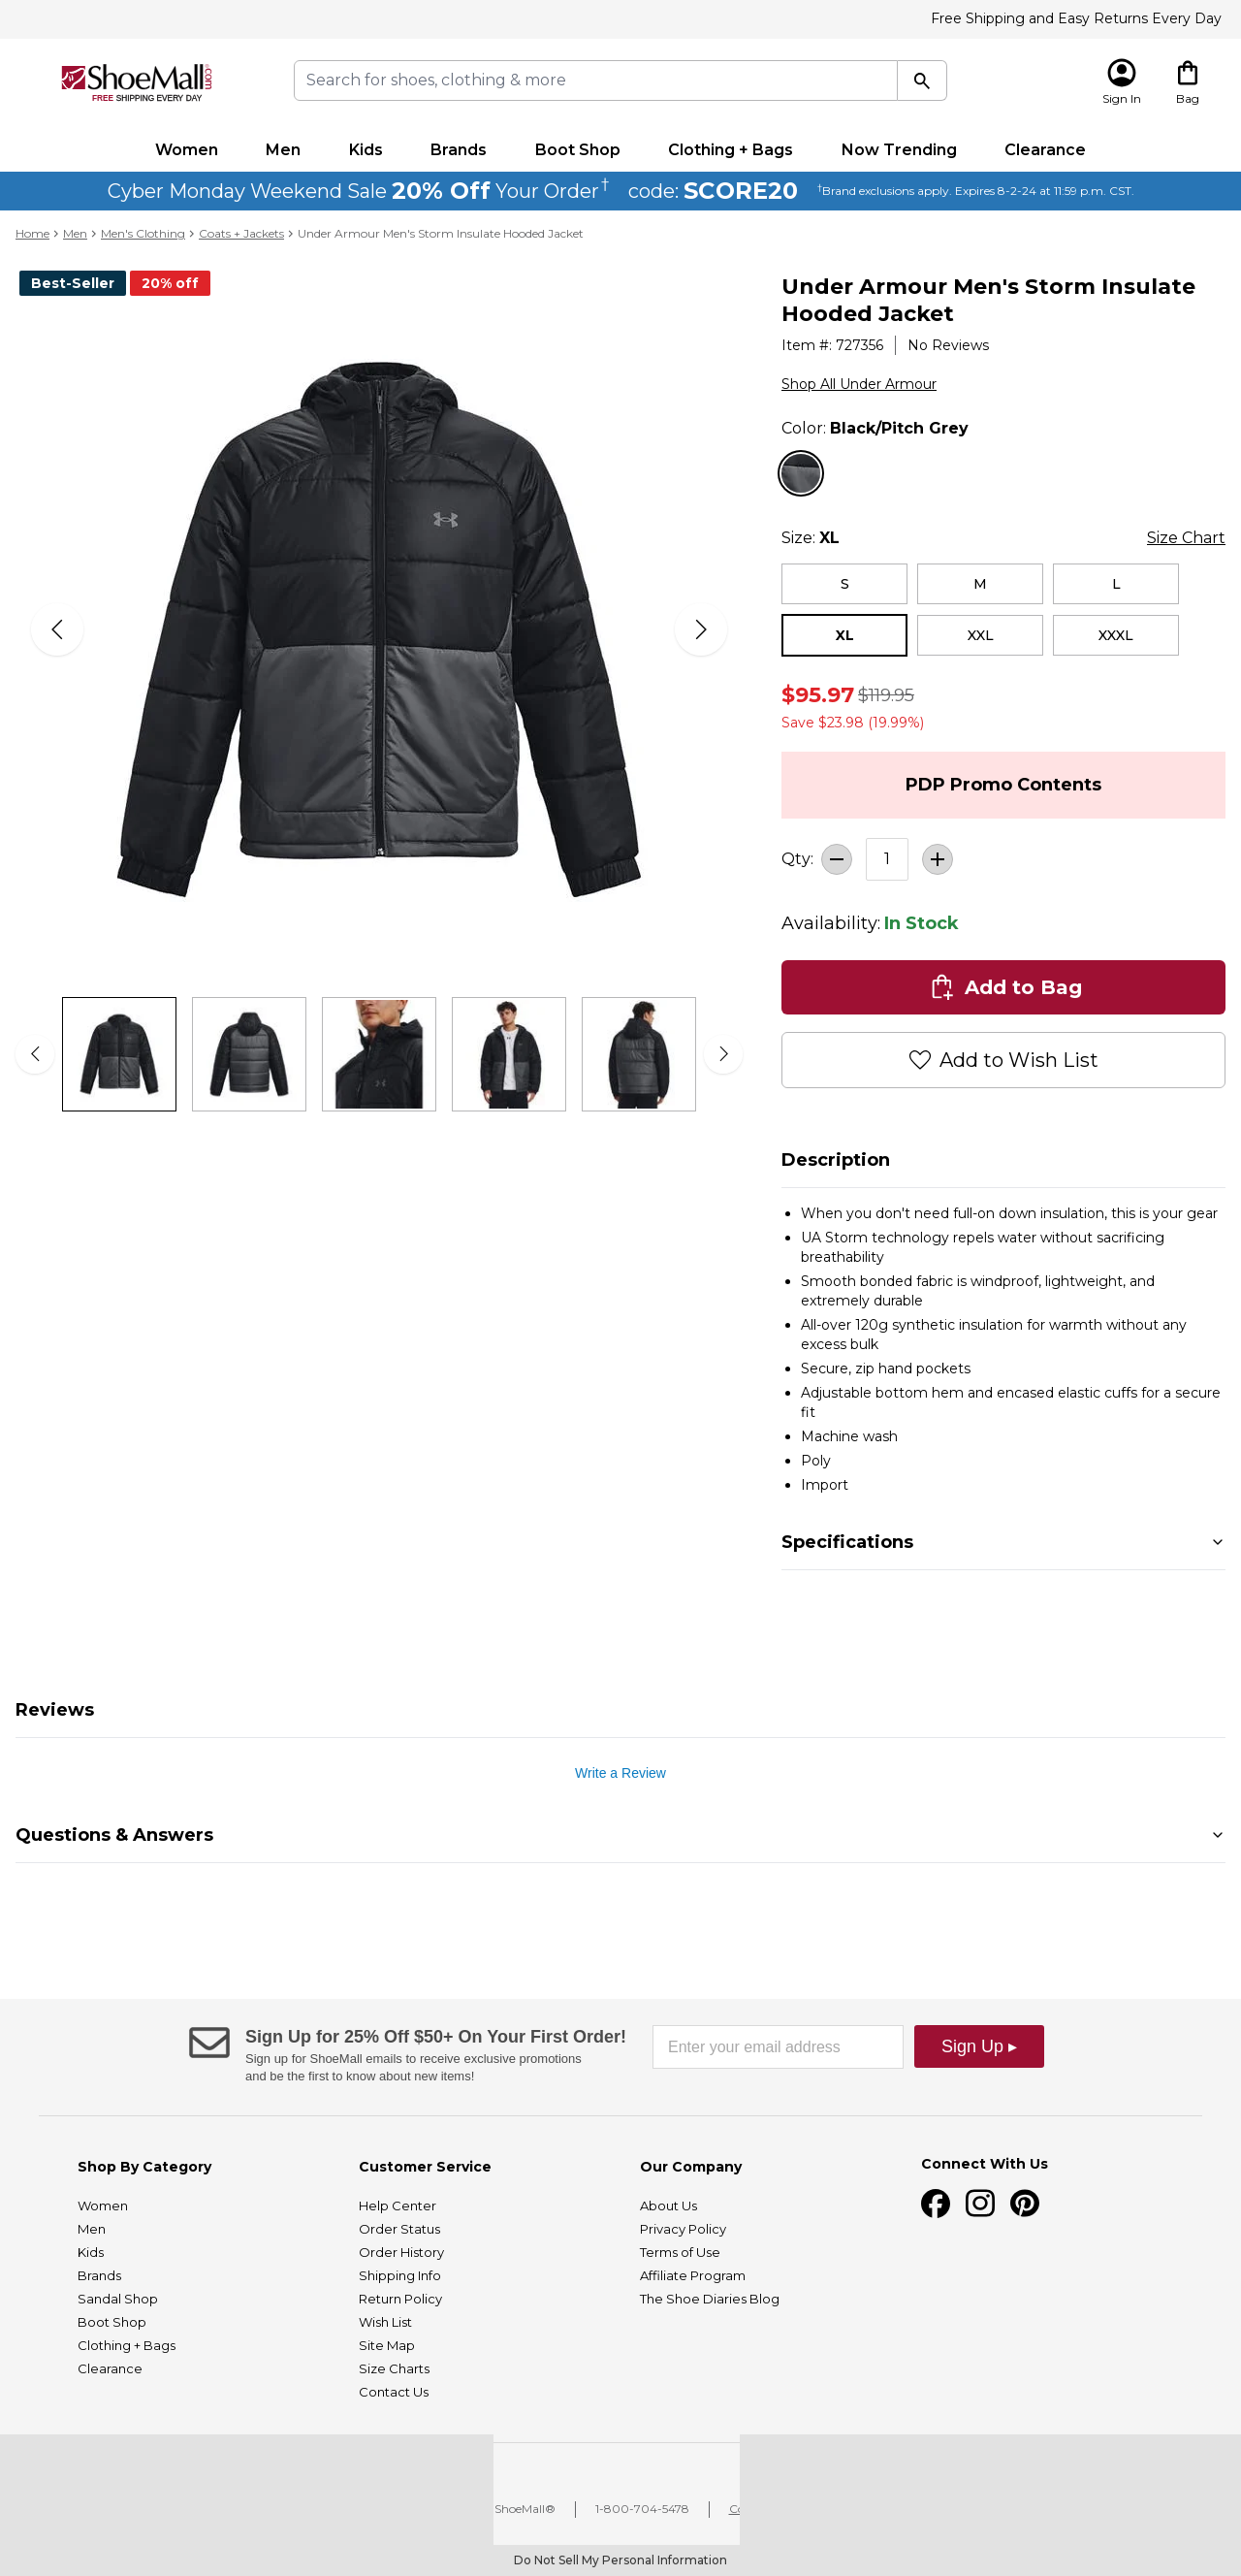 Free Shipping and Easy Returns Every Day
ShoeMall.com
FREE SHIPPING EVERY DAY
Search for shoes, clothing & more
Sign In
Bag
Women Men Kids Brands Boot Shop Clothing + Bags Now Trending Clearance
Cyber Monday Weekend Sale 20% Off Your Order† code: SCORE20 †Brand exclusions apply. Expires 8-2-24 at 11:59 p.m. CST.
Home > Men > Men's Clothing > Coats + Jackets > Under Armour Men's Storm Insulate Hooded Jacket
Best-Seller 20% off
Under Armour Men's Storm Insulate
Hooded Jacket
Item #: 727356 No Reviews
Shop All Under Armour
Color: Black/Pitch Grey
Size: XL
Size Chart
S M L
XL XXL XXXL
$95.97 $119.95
Save $23.98 (19.99%)
PDP Promo Contents
Qty: 1
Availability: In Stock
Add to Bag
Add to Wish List
Description
• When you don't need full-on down insulation, this is your gear
• UA Storm technology repels water without sacrificing
breathability
• Smooth bonded fabric is windproof, lightweight, and
extremely durable
• All-over 120g synthetic insulation for warmth without any
excess bulk
• Secure, zip hand pockets
• Adjustable bottom hem and encased elastic cuffs for a secure
fit
• Machine wash
• Poly
• Import
Specifications
Reviews
Write a Review
Questions & Answers
Sign Up for 25% Off $50+ On Your First Order!
Sign up for ShoeMall emails to receive exclusive promotions
and be the first to know about new items!
Enter your email address
Sign Up ▸
Shop By Category
Women
Men
Kids
Brands
Sandal Shop
Boot Shop
Clothing + Bags
Clearance
Customer Service
Help Center
Order Status
Order History
Shipping Info
Return Policy
Wish List
Site Map
Size Charts
Contact Us
Our Company
About Us
Privacy Policy
Terms of Use
Affiliate Program
The Shoe Diaries Blog
Connect With Us
ShoeMall® 1-800-704-5478
Do Not Sell My Personal Information